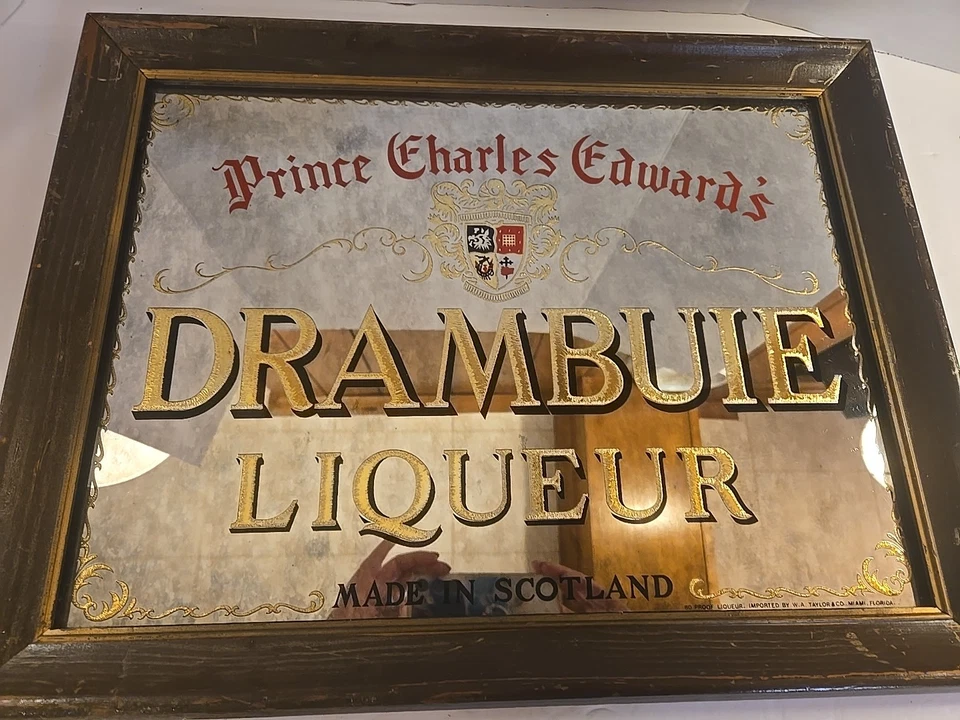 Prince Charles Edward's
DRAMBUIE
LIQUEUR
MADE IN SCOTLAND
80 PROOF LIQUEUR. IMPORTED BY W.A. TAYLOR & CO. MIAMI, FLORIDA.